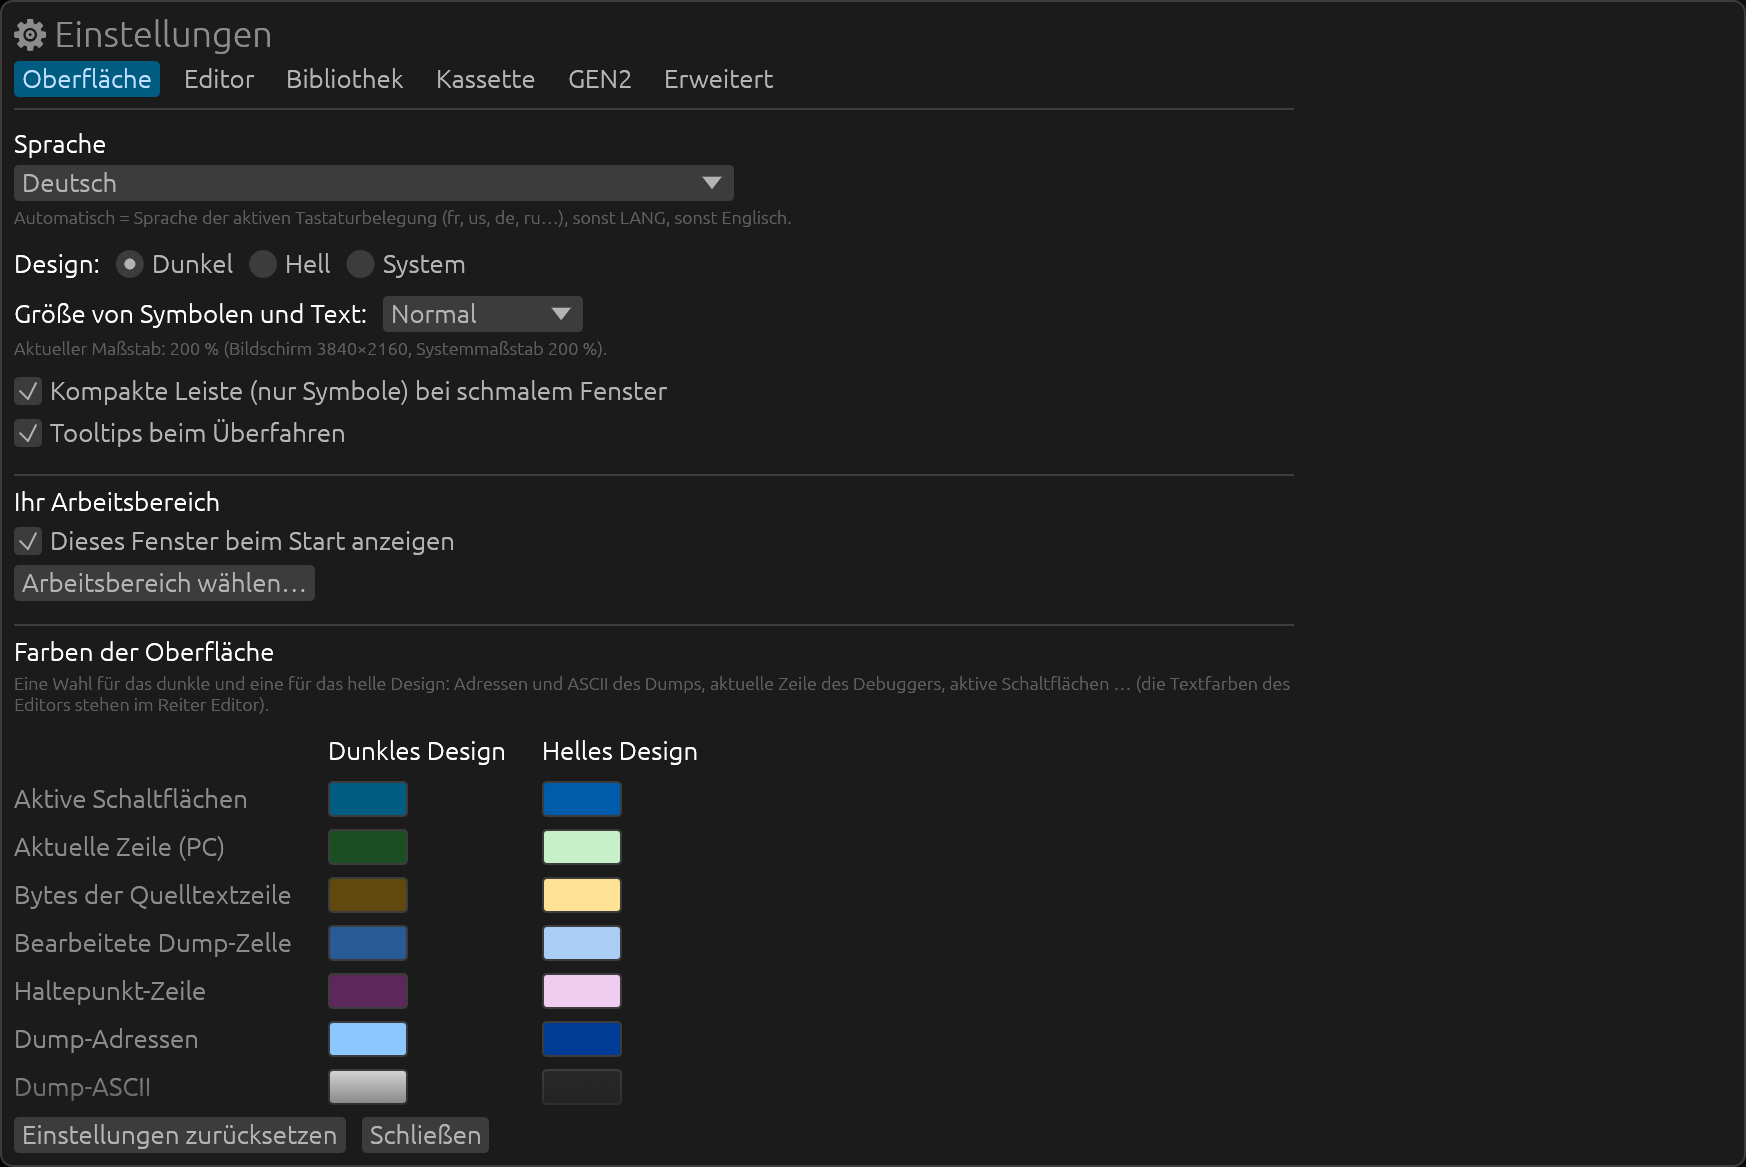 Einstellungen
Oberfläche Editor Bibliothek Kassette GEN2 Erweitert
Sprache
Deutsch
Automatisch = Sprache der aktiven Tastaturbelegung (fr, us, de, ru…), sonst LANG, sonst Englisch.
Design: Dunkel Hell System
Größe von Symbolen und Text: Normal
Aktueller Maßstab: 200 % (Bildschirm 3840×2160, Systemmaßstab 200 %).
Kompakte Leiste (nur Symbole) bei schmalem Fenster
Tooltips beim Überfahren
Ihr Arbeitsbereich
Dieses Fenster beim Start anzeigen
Arbeitsbereich wählen…
Farben der Oberfläche
Eine Wahl für das dunkle und eine für das helle Design: Adressen und ASCII des Dumps, aktuelle Zeile des Debuggers, aktive Schaltflächen … (die Textfarben des
Editors stehen im Reiter Editor).
Dunkles Design Helles Design
Aktive Schaltflächen
Aktuelle Zeile (PC)
Bytes der Quelltextzeile
Bearbeitete Dump-Zelle
Haltepunkt-Zeile
Dump-Adressen
Dump-ASCII
Einstellungen zurücksetzen Schließen